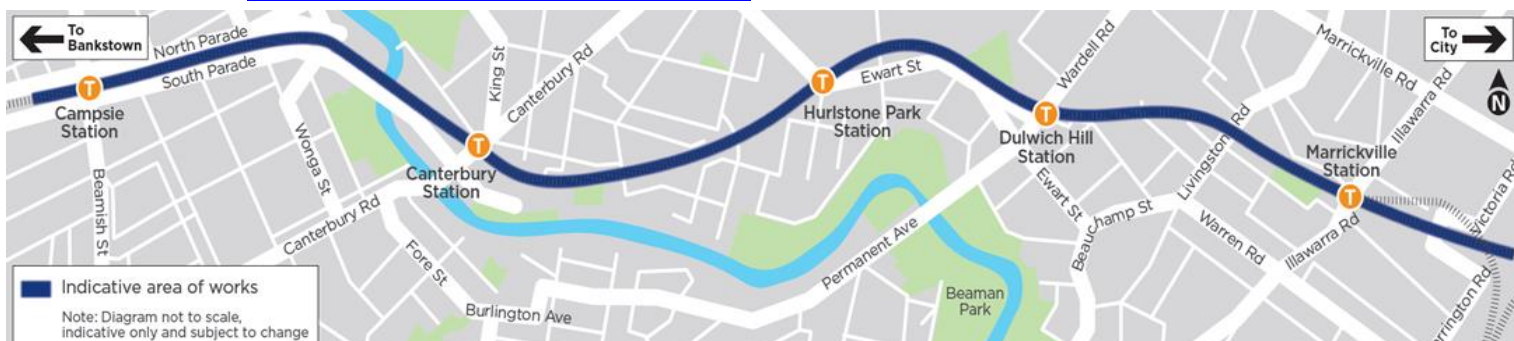 To
Bankstown
North Parade
South Parade
Campsie
Station
Beamish St
Wonga St
Canterbury Rd
King St
Canterbury Rd
Canterbury
Station
Fore St
Burlington Ave
Hurlstone Park
Station
Ewart St
Wardell Rd
Dulwich Hill
Station
Permanent Ave
Ewart St
Beauchamp St
Beaman
Park
Livingston Rd
Warren Rd
Illawarra Rd
Marrickville Rd
Illawarra Rd
Marrickville
Station
Victoria Rd
To
City
N
T
T
T
T
T
Indicative area of works
Note: Diagram not to scale,
indicative only and subject to change